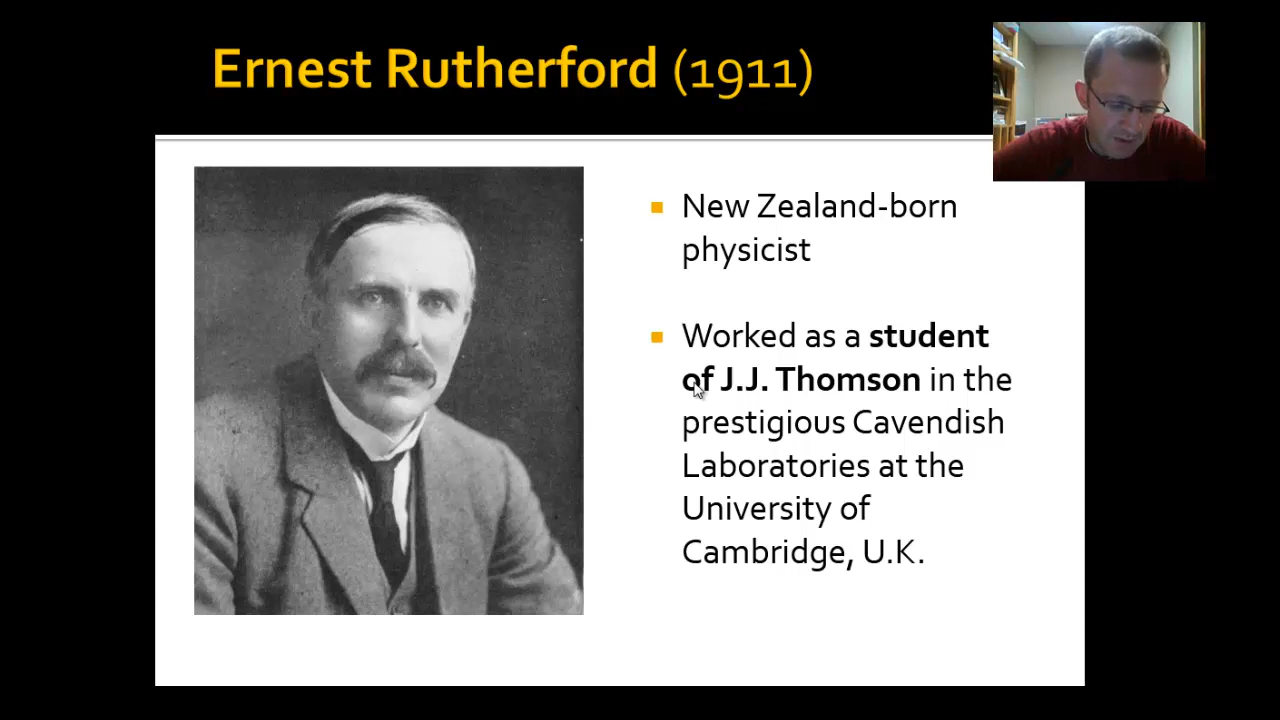 Ernest Rutherford (1911)
New Zealand-born
physicist
Worked as a student
of J.J. Thomson in the
prestigious Cavendish
Laboratories at the
University of
Cambridge, U.K.